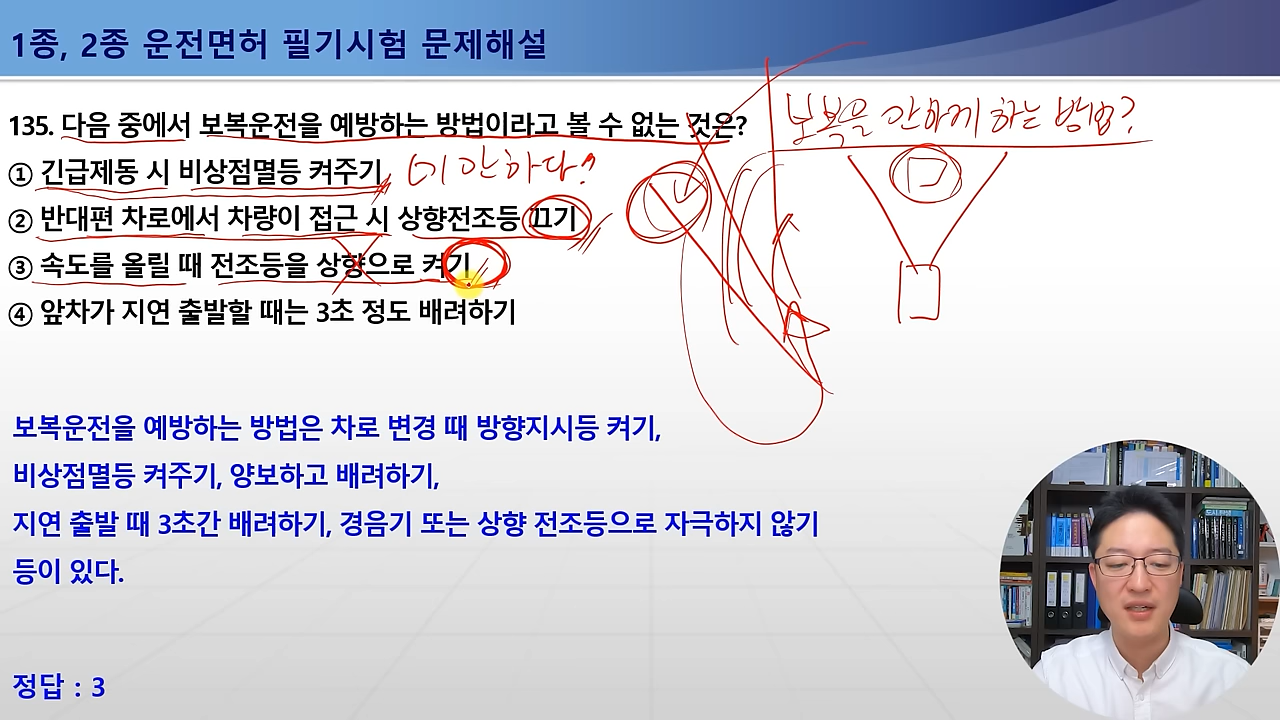 1종, 2종 운전면허 필기시험 문제해설
135. 다음 중에서 보복운전을 예방하는 방법이라고 볼 수 없는 것은?
보복을 안하게 하는 방법?
① 긴급제동 시 비상점멸등 켜주기
미안하다?
② 반대편 차로에서 차량이 접근 시 상향전조등 끄기
③ 속도를 올릴 때 전조등을 상향으로 켜기
④ 앞차가 지연 출발할 때는 3초 정도 배려하기
보복운전을 예방하는 방법은 차로 변경 때 방향지시등 켜기,
비상점멸등 켜주기, 양보하고 배려하기,
지연 출발 때 3초간 배려하기, 경음기 또는 상향 전조등으로 자극하지 않기
등이 있다.
정답 : 3